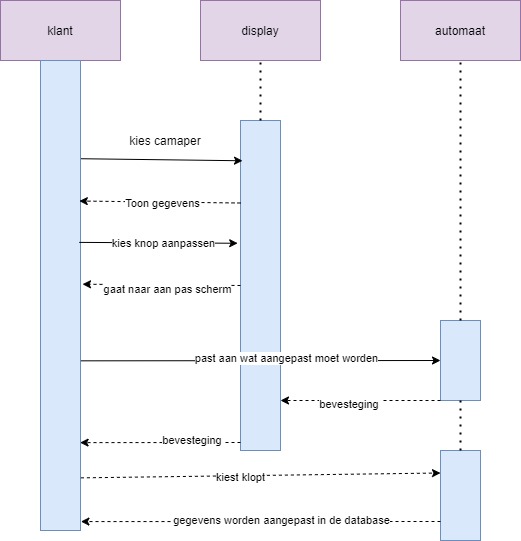 klant
display
automaat
kies camaper
Toon gegevens
kies knop aanpassen
gaat naar aan pas scherm
past aan wat aangepast moet worden
bevesteging
bevesteging
kiest klopt
gegevens worden aangepast in de database